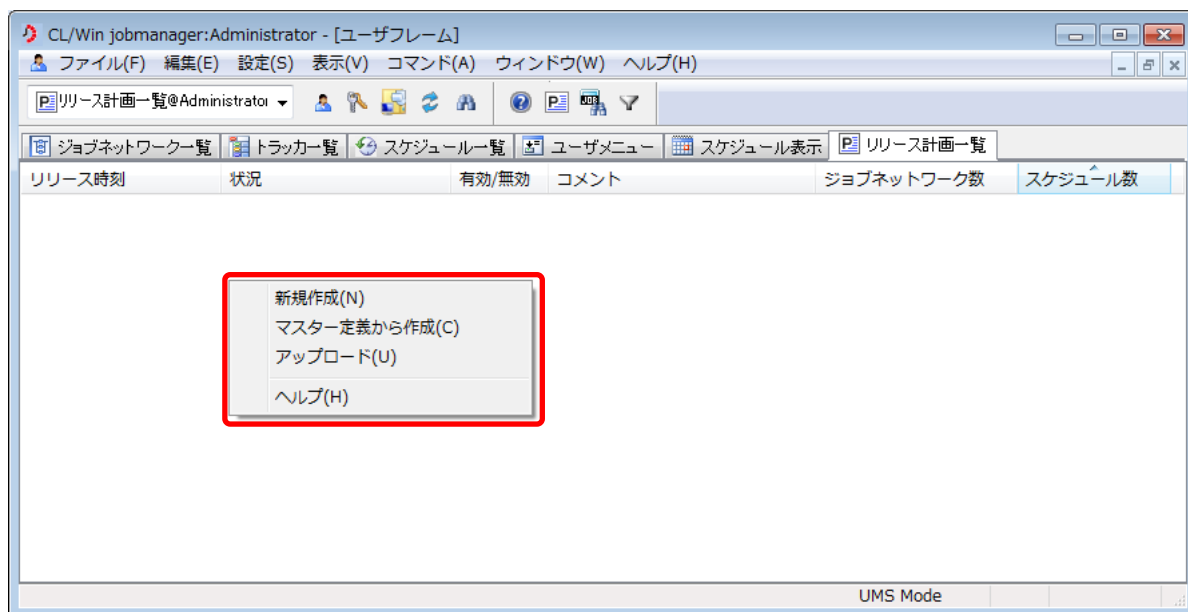 CL/Win jobmanager:Administrator - [ユーザフレーム]
ファイル(F) 編集(E) 設定(S) 表示(V) コマンド(A) ウィンドウ(W) ヘルプ(H)
リリース計画一覧@Administrator
ジョブネットワーク一覧 トラッカ一覧 スケジュール一覧 ユーザメニュー スケジュール表示 リリース計画一覧
リリース時刻 状況 有効/無効 コメント ジョブネットワーク数 スケジュール数
新規作成(N)
マスター定義から作成(C)
アップロード(U)
ヘルプ(H)
UMS Mode